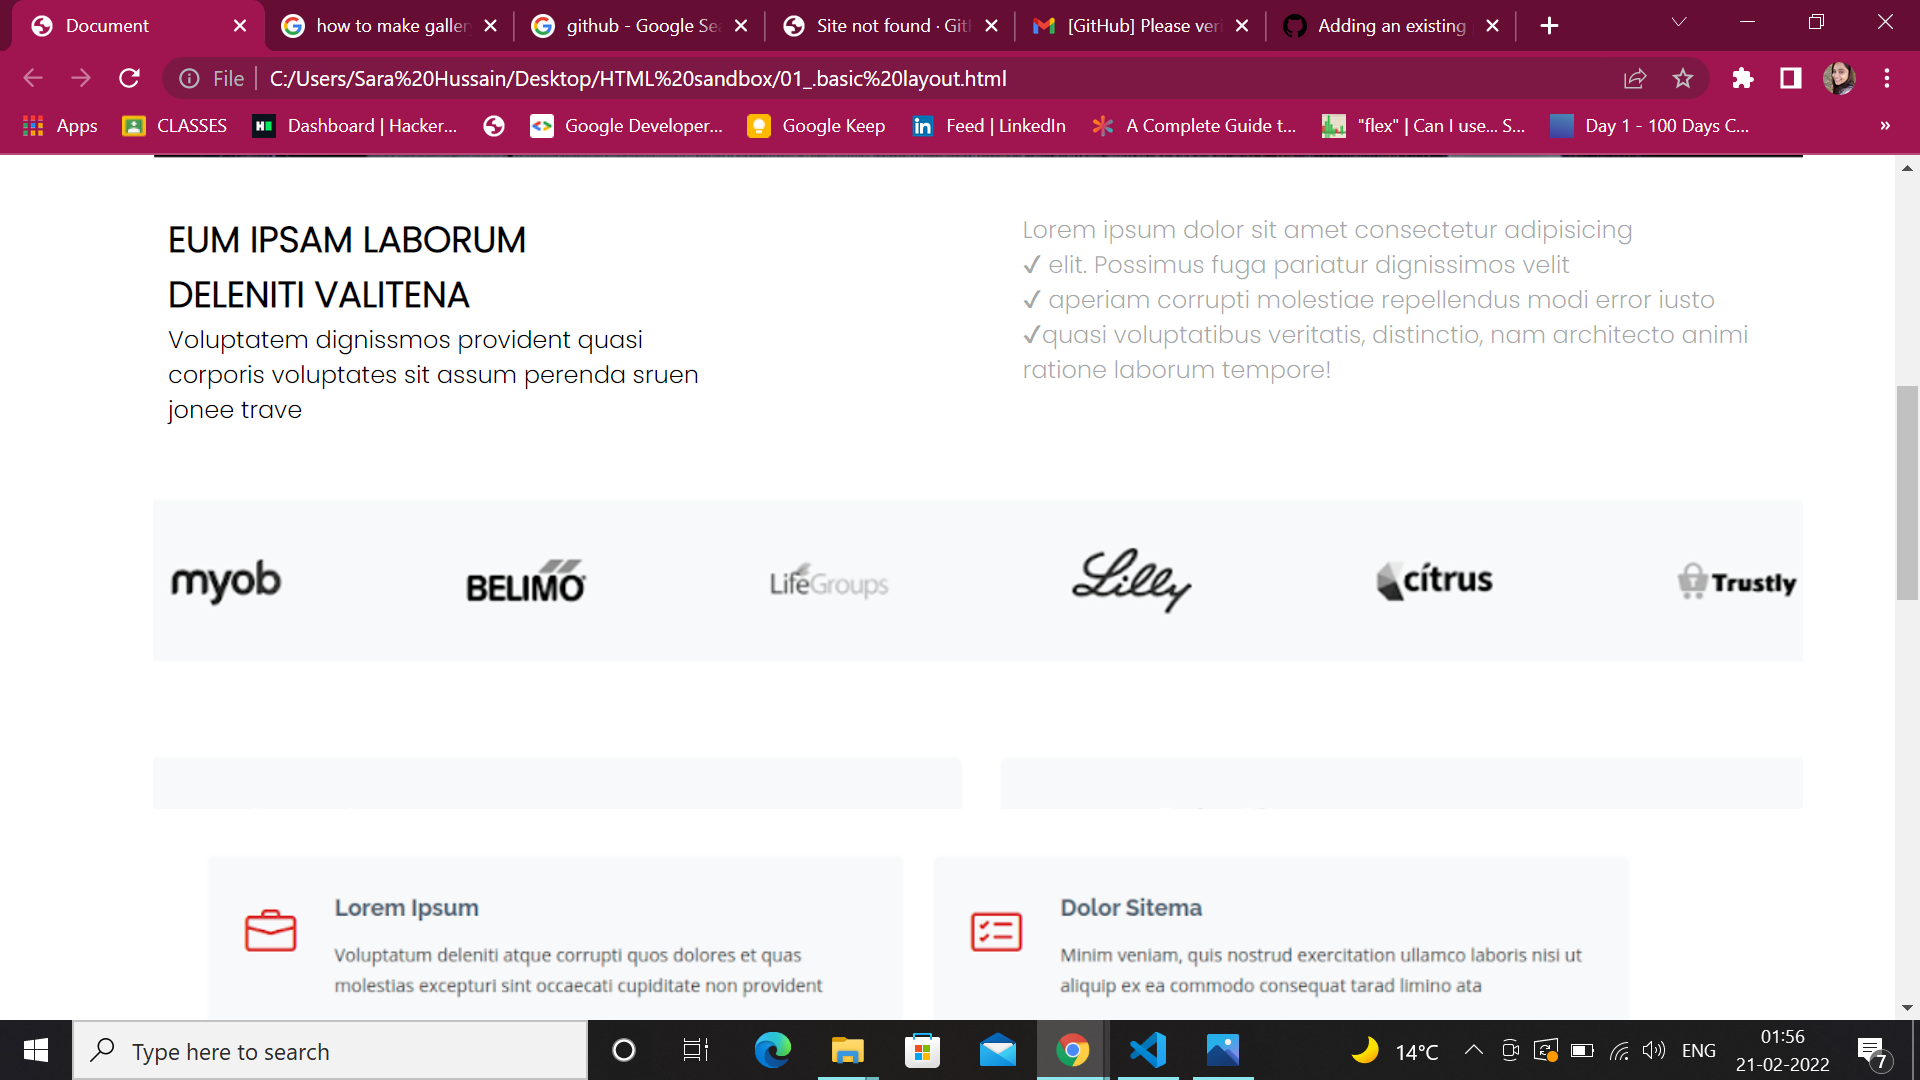 Document
how to make galler
github - Google Sea
Site not found · Git
[GitHub] Please veri
Adding an existing
File
C:/Users/Sara%20Hussain/Desktop/HTML%20sandbox/01_.basic%20layout.html
Apps
CLASSES
Dashboard | Hacker...
Google Developer...
Google Keep
Feed | LinkedIn
A Complete Guide t...
"flex" | Can I use... S...
Day 1 - 100 Days C...
»
EUM IPSAM LABORUM
DELENITI VALITENA
Voluptatem dignissmos provident quasi
corporis voluptates sit assum perenda sruen
jonee trave
Lorem ipsum dolor sit amet consectetur adipisicing
✓ elit. Possimus fuga pariatur dignissimos velit
✓ aperiam corrupti molestiae repellendus modi error iusto
✓quasi voluptatibus veritatis, distinctio, nam architecto animi
ratione laborum tempore!
myob
BELIMO
LifeGroups
Lilly
citrus
Trustly
Lorem Ipsum
Voluptatum deleniti atque corrupti quos dolores et quas
molestias excepturi sint occaecati cupiditate non provident
Dolor Sitema
Minim veniam, quis nostrud exercitation ullamco laboris nisi ut
aliquip ex ea commodo consequat tarad limino ata
Type here to search
14°C
ENG
01:56
21-02-2022
7